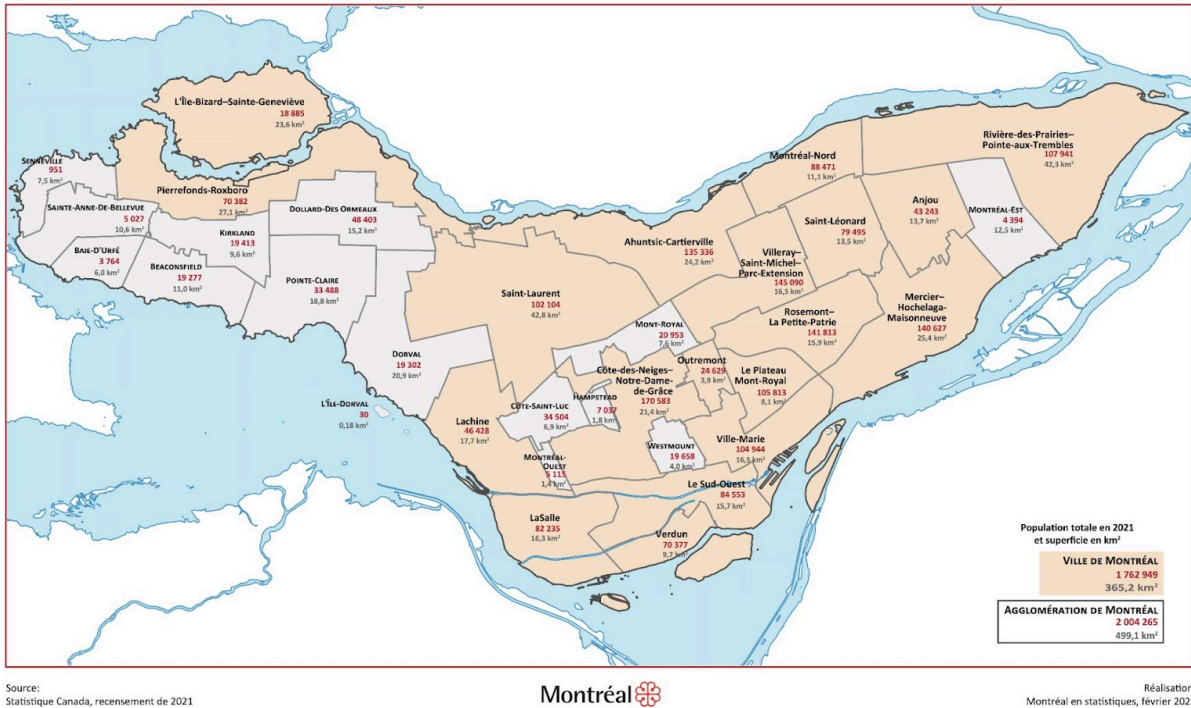 L'Île-Bizard–Sainte-Geneviève
18 885
23,6 km²
Senneville
951
7,5 km²
Pierrefonds-Roxboro
70 382
27,1 km²
Sainte-Anne-De-Bellevue
5 027
10,6 km²
Baie-D'Urfé
3 764
6,0 km²
Kirkland
19 413
9,6 km²
Beaconsfield
19 277
11,0 km²
Dollard-Des Ormeaux
48 403
15,2 km²
Pointe-Claire
33 488
18,8 km²
Dorval
19 302
20,9 km²
L'Île-Dorval
30
0,18 km²
Saint-Laurent
102 104
42,8 km²
Lachine
46 428
17,7 km²
Côte-Saint-Luc
34 504
6,9 km²
Hampstead
7 037
1,8 km²
Montréal-
Ouest
5 115
1,4 km²
LaSalle
82 235
16,3 km²
Verdun
70 377
9,7 km²
Le Sud-Ouest
84 553
15,7 km²
Westmount
19 658
4,0 km²
Ville-Marie
104 944
16,5 km²
Côte-des-Neiges–
Notre-Dame-
de-Grâce
170 583
21,4 km²
Mont-Royal
20 953
7,6 km²
Outremont
24 629
3,9 km²
Le Plateau
Mont-Royal
105 813
8,1 km²
Rosemont–
La Petite-Patrie
141 813
15,9 km²
Ahuntsic-Cartierville
135 336
24,2 km²
Villeray–
Saint-Michel–
Parc-Extension
145 090
16,5 km²
Montréal-Nord
88 471
11,1 km²
Saint-Léonard
79 495
13,5 km²
Anjou
43 243
13,7 km²
Mercier–
Hochelaga-
Maisonneuve
140 627
25,4 km²
Montréal-Est
4 394
12,5 km²
Rivière-des-Prairies–
Pointe-aux-Trembles
107 941
42,3 km²
Population totale en 2021
et superficie en km²
Ville de Montréal
1 762 949
365,2 km²
Agglomération de Montréal
2 004 265
499,1 km²
Source:
Statistique Canada, recensement de 2021
Montréal
Réalisation
Montréal en statistiques, février 202